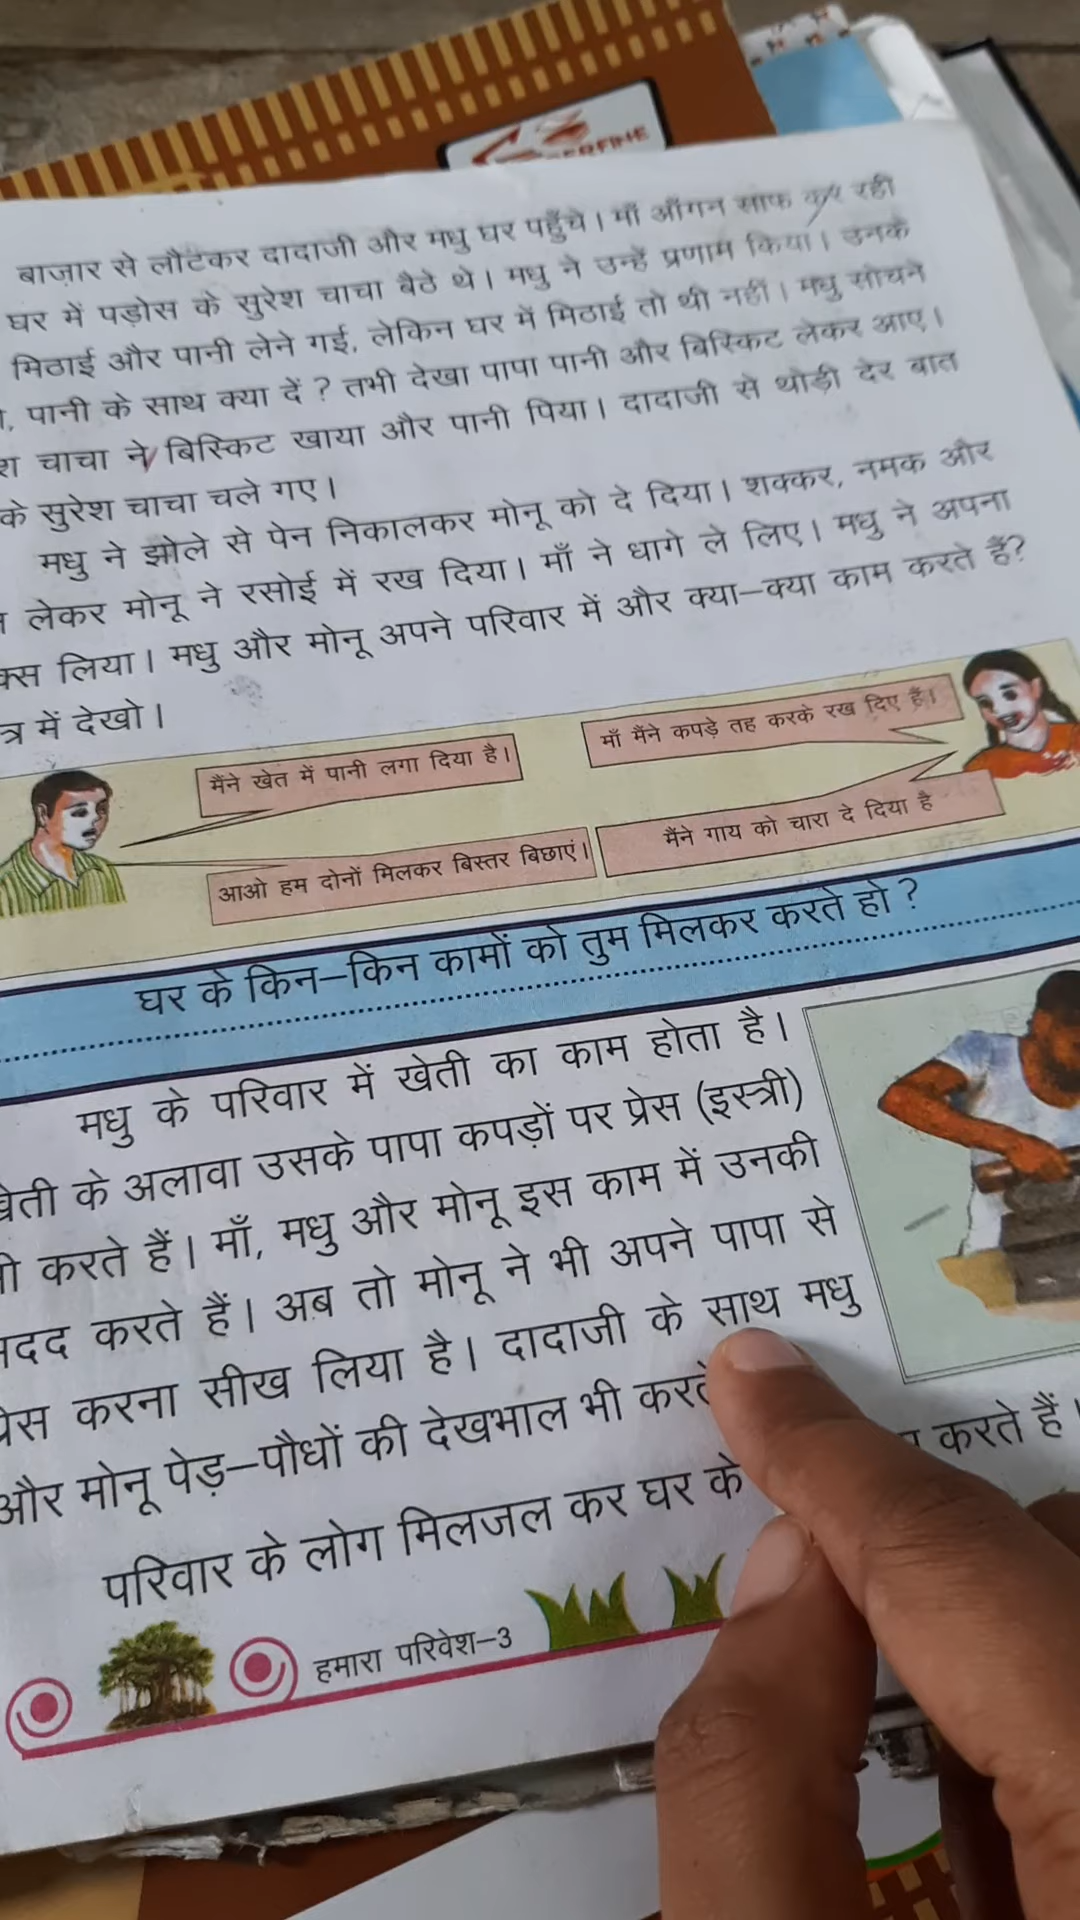 ERFINE
बाज़ार से लौटकर दादाजी और मधु घर पहुँचे। माँ आँगन साफ कर रही
घर में पड़ोस के सुरेश चाचा बैठे थे। मधु ने उन्हें प्रणाम किया। उनके
मिठाई और पानी लेने गई, लेकिन घर में मिठाई तो थी नहीं। मधु सोचने
, पानी के साथ क्या दें ? तभी देखा पापा पानी और बिस्किट लेकर आए।
श चाचा ने बिस्किट खाया और पानी पिया। दादाजी से थोड़ी देर बात
के सुरेश चाचा चले गए।
मधु ने झोले से पेन निकालकर मोनू को दे दिया। शक्कर, नमक और
लेकर मोनू ने रसोई में रख दिया। माँ ने धागे ले लिए। मधु ने अपना
क्स लिया। मधु और मोनू अपने परिवार में और क्या–क्या काम करते हैं?
त्र में देखो।
मैंने खेत में पानी लगा दिया है।
माँ मैंने कपड़े तह करके रख दिए हैं।
आओ हम दोनों मिलकर बिस्तर बिछाएं।
मैंने गाय को चारा दे दिया है
घर के किन–किन कामों को तुम मिलकर करते हो ?
मधु के परिवार में खेती का काम होता है।
खेती के अलावा उसके पापा कपड़ों पर प्रेस (इस्त्री)
करते हैं। माँ, मधु और मोनू इस काम में उनकी
मदद करते हैं। अब तो मोनू ने भी अपने पापा से
प्रेस करना सीख लिया है। दादाजी के साथ मधु
और मोनू पेड़–पौधों की देखभाल भी करते
परिवार के लोग मिलजल कर घर के करते हैं।
हमारा परिवेश–3